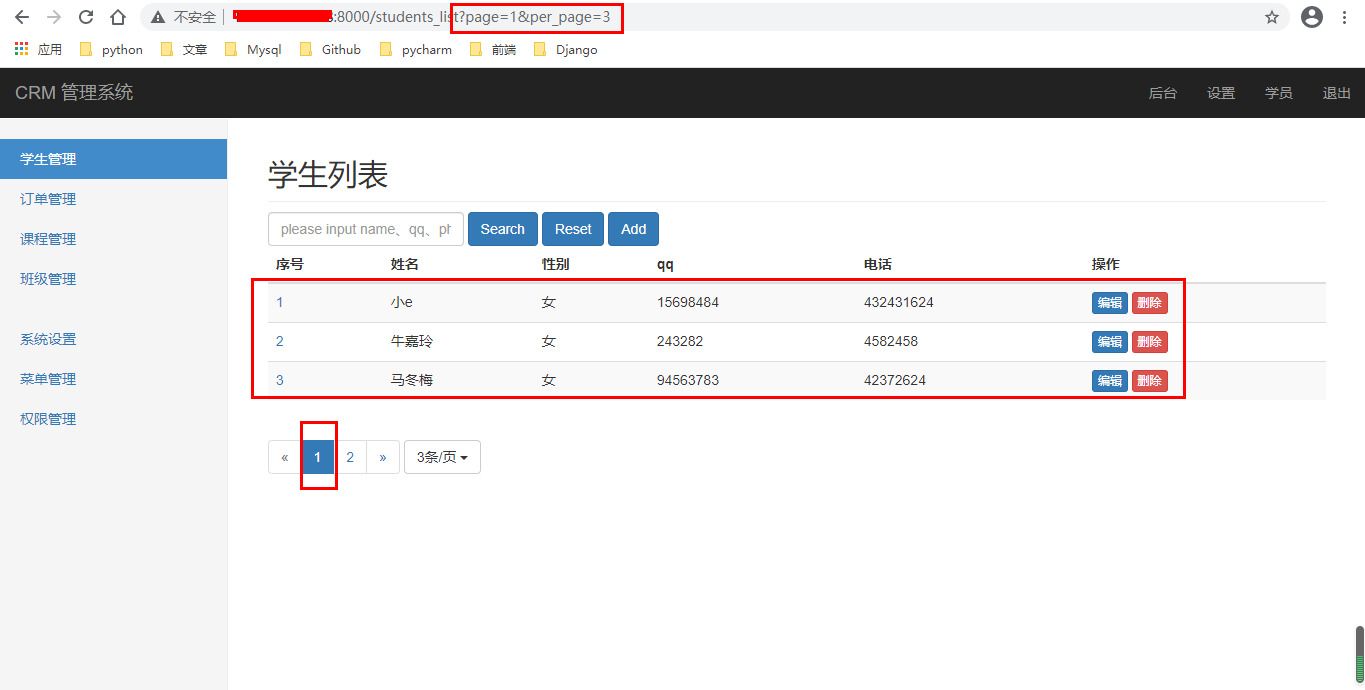 不安全 :8000/students_list?page=1&per_page=3
应用 python 文章 Mysql Github pycharm 前端 Django
CRM 管理系统 后台 设置 学员 退出
学生管理
订单管理
课程管理
班级管理
系统设置
菜单管理
权限管理
学生列表
please input name、qq、ph Search Reset Add
序号 姓名 性别 qq 电话 操作
1 小e 女 15698484 432431624 编辑 删除
2 牛嘉玲 女 243282 4582458 编辑 删除
3 马冬梅 女 94563783 42372624 编辑 删除
« 1 2 » 3条/页